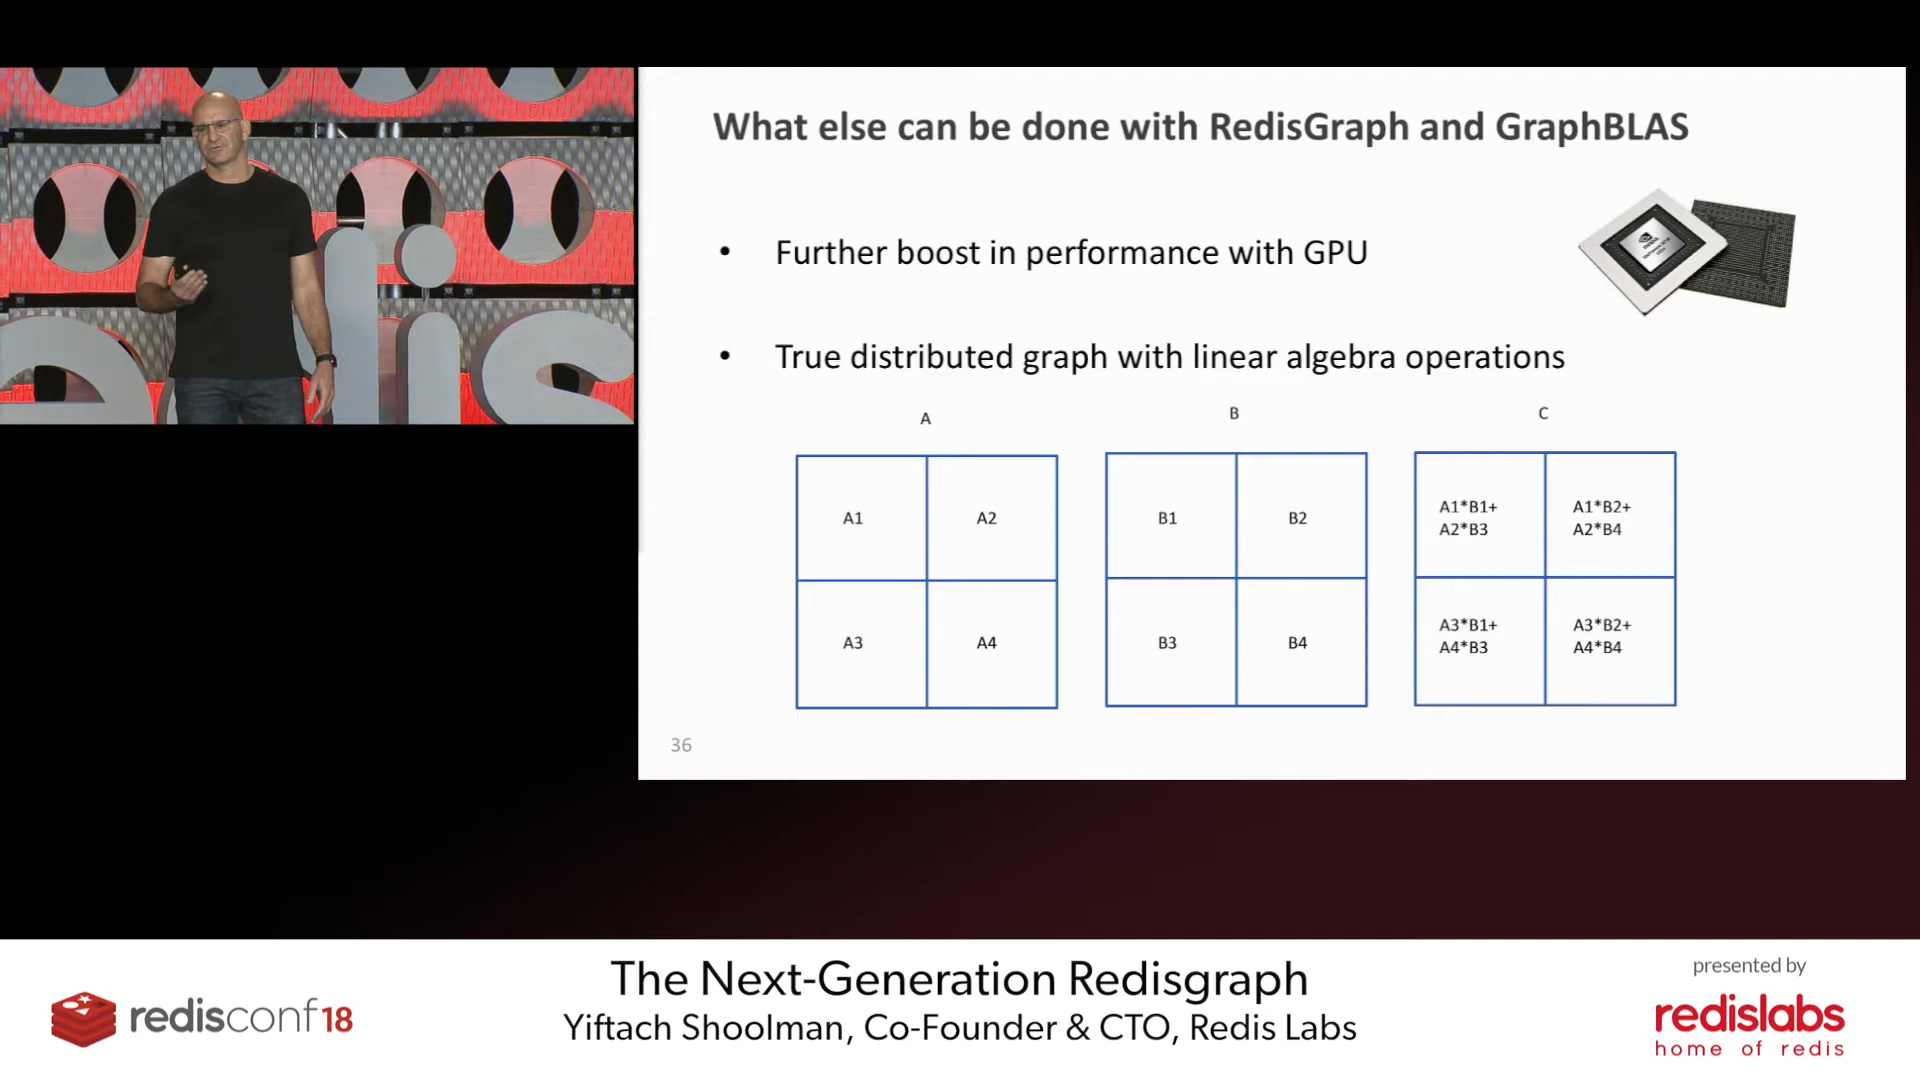 What else can be done with RedisGraph and GraphBLAS
• Further boost in performance with GPU
• True distributed graph with linear algebra operations
A
B
C
A1
A2
A3
A4
B1
B2
B3
B4
A1*B1+
A2*B3
A1*B2+
A2*B4
A3*B1+
A4*B3
A3*B2+
A4*B4
36
edis
NVIDIA
The Next-Generation Redisgraph
Yiftach Shoolman, Co-Founder & CTO, Redis Labs
redisconf18
presented by
redislabs
home of redis